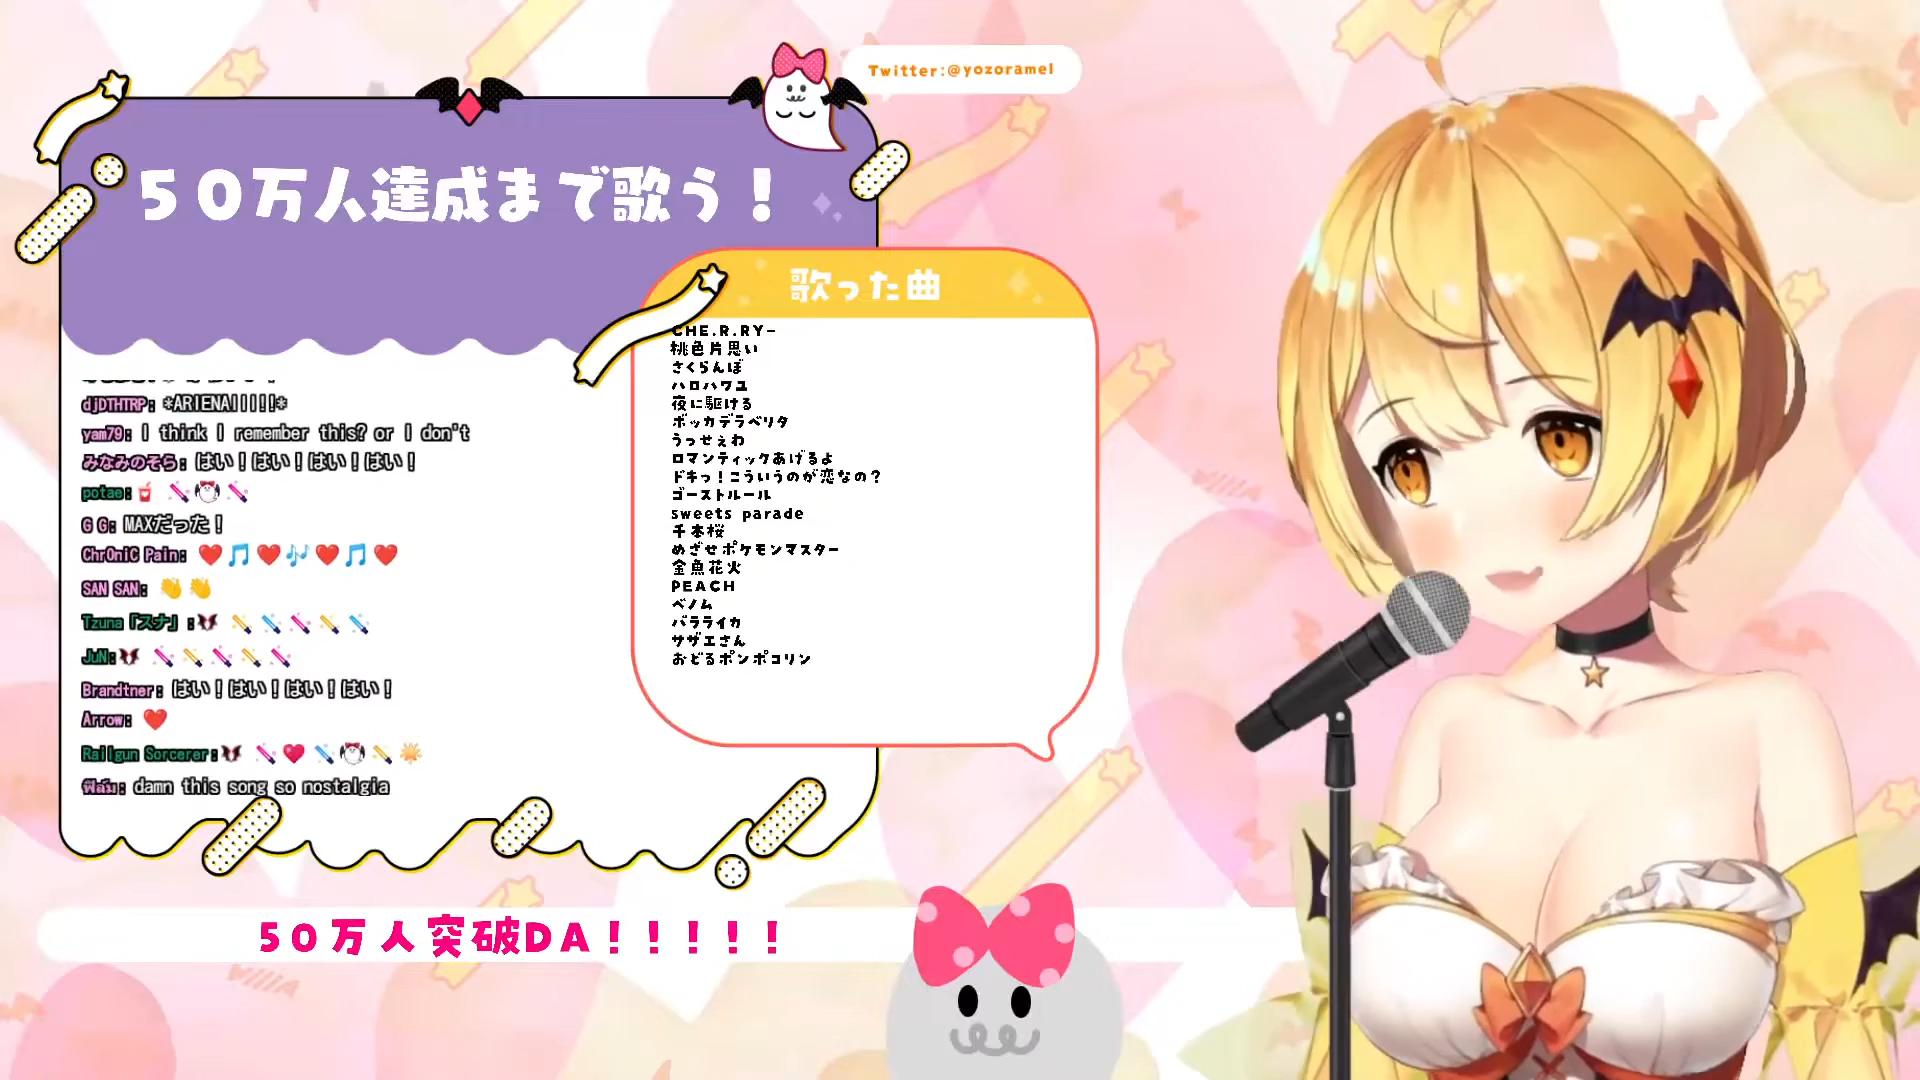 Twitter:@yozoramel
50万人達成まで歌う！
歌った曲
CHE.R.RY-
桃色片思い
さくらんぼ
ハロハワユ
夜に駆ける
ボッカデラベリタ
うっせぇわ
ロマンティックあげるよ
ドキっ！こういうのが恋なの？
ゴーストルール
sweets parade
千本桜
めざせポケモンマスター
金魚花火
PEACH
ベノム
バラライカ
サザエさん
おどるポンポコリン
djDTHTRP: *ARIENAIIIII!*
yam79: I think I remember this? or I don't
みなみのそら: はい！はい！はい！はい！
potae:
G G: MAXだった！
ChrOniC Pain:
SAN SAN:
Tzuna「スナ」:
JuN:
Brandtner: はい！はい！はい！はい！
Arrow:
Railgun Sorcerer:
ฟิล์ม: damn this song so nostalgia
50万人突破DA！！！！！